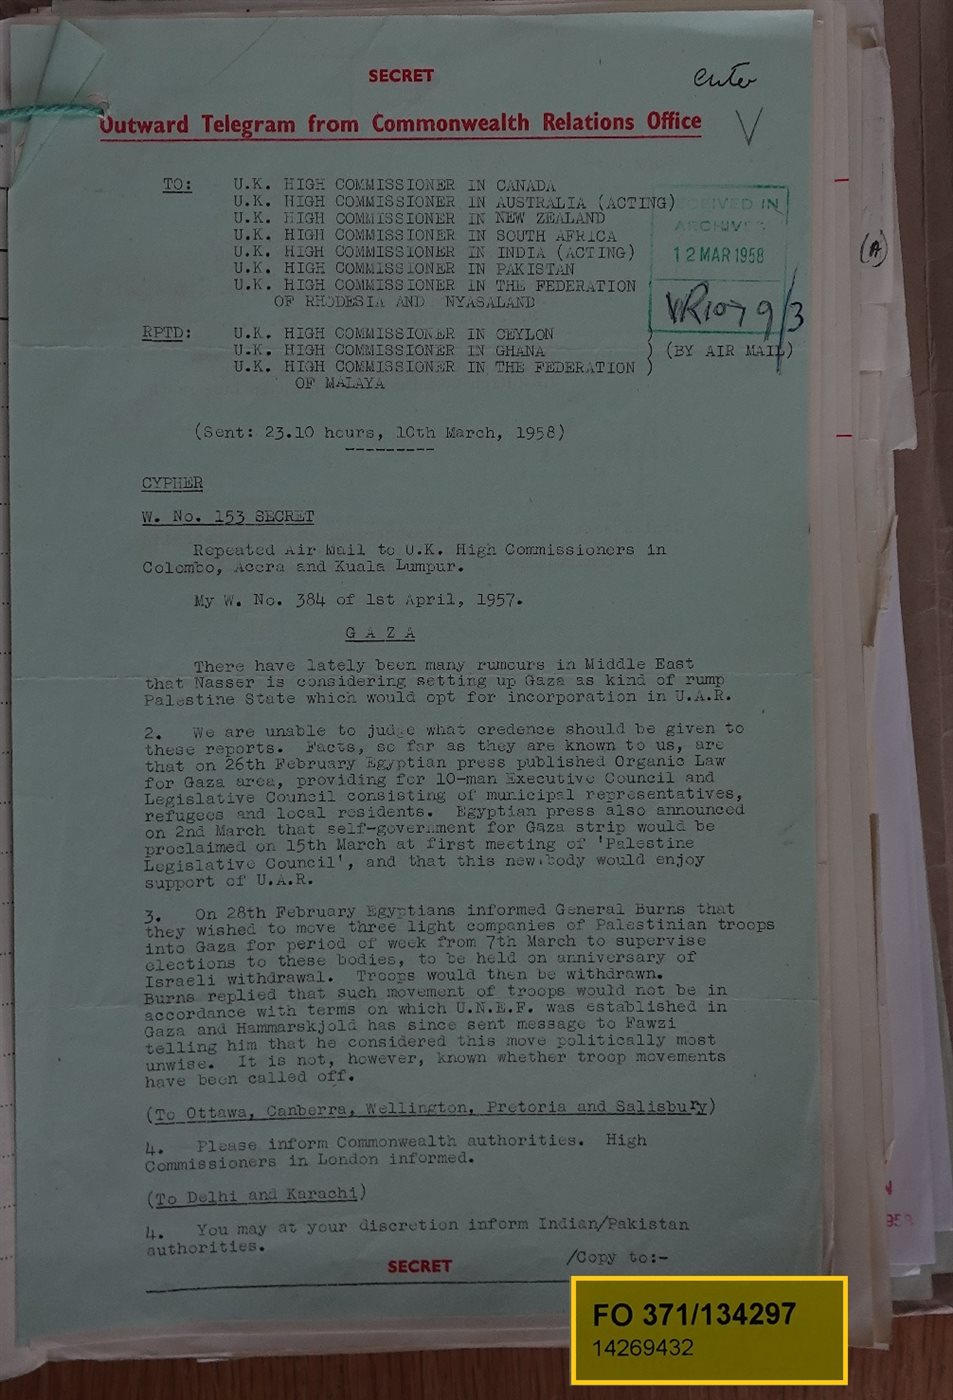 SECRET
enter
Outward Telegram from Commonwealth Relations Office
TO: U.K. HIGH COMMISSIONER IN CANADA
U.K. HIGH COMMISSIONER IN AUSTRALIA (ACTING)
U.K. HIGH COMMISSIONER IN NEW ZEALAND
U.K. HIGH COMMISSIONER IN SOUTH AFRICA
U.K. HIGH COMMISSIONER IN INDIA (ACTING)
U.K. HIGH COMMISSIONER IN PAKISTAN
U.K. HIGH COMMISSIONER IN THE FEDERATION
OF RHODESIA AND NYASALAND
RECEIVED IN
ARCHIVES
12 MAR 1958
VR1079/3
(A)
RPTD: U.K. HIGH COMMISSIONER IN CEYLON )
U.K. HIGH COMMISSIONER IN GHANA ) (BY AIR MAIL)
U.K. HIGH COMMISSIONER IN THE FEDERATION )
OF MALAYA
(Sent: 23.10 hours, 10th March, 1958)
CYPHER
W. No. 153 SECRET
Repeated Air Mail to U.K. High Commissioners in
Colombo, Accra and Kuala Lumpur.
My W. No. 384 of 1st April, 1957.
G A Z A
There have lately been many rumours in Middle East
that Nasser is considering setting up Gaza as kind of rump
Palestine State which would opt for incorporation in U.A.R.
2. We are unable to judge what credence should be given to
these reports. Facts, so far as they are known to us, are
that on 26th February Egyptian press published Organic Law
for Gaza area, providing for 10-man Executive Council and
Legislative Council consisting of municipal representatives,
refugees and local residents. Egyptian press also announced
on 2nd March that self-government for Gaza strip would be
proclaimed on 15th March at first meeting of 'Palestine
Legislative Council', and that this new body would enjoy
support of U.A.R.
3. On 28th February Egyptians informed General Burns that
they wished to move three light companies of Palestinian troops
into Gaza for period of week from 7th March to supervise
elections to these bodies, to be held on anniversary of
Israeli withdrawal. Troops would then be withdrawn.
Burns replied that such movement of troops would not be in
accordance with terms on which U.N.E.F. was established in
Gaza and Hammarskjold has since sent message to Fawzi
telling him that he considered this move politically most
unwise. It is not, however, known whether troop movements
have been called off.
(To Ottawa, Canberra, Wellington, Pretoria and Salisbury)
4. Please inform Commonwealth authorities. High
Commissioners in London informed.
(To Delhi and Karachi)
4. You may at your discretion inform Indian/Pakistan
authorities.
/Copy to:-
SECRET
FO 371/134297
14269432